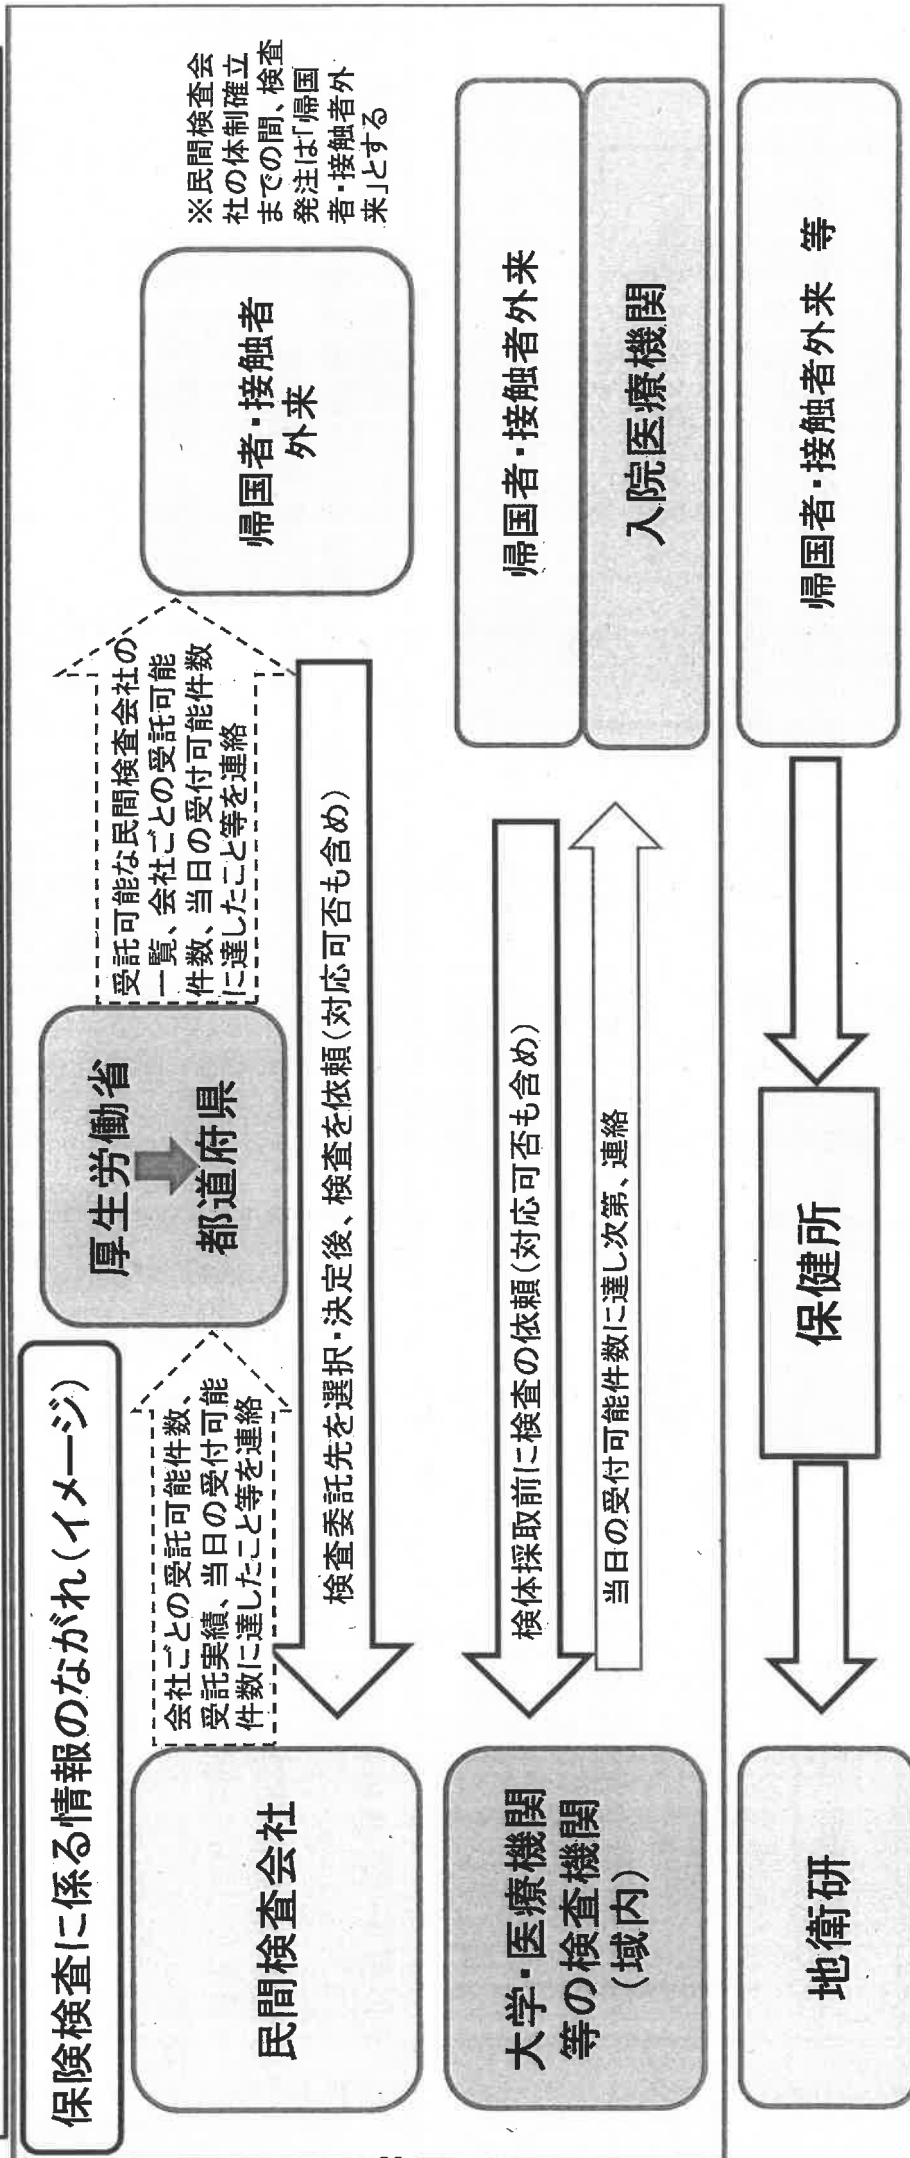 保険検査に係る情報のながれ(イメージ)
厚生労働省
都道府県
民間検査会社
会社ごとの受託可能件数、
受託実績、当日の受付可能
件数に達したこと等を連絡
受託可能な民間検査会社の
一覧、会社ごとの受託可能
件数、当日の受付可能件数
に達したこと等を連絡
帰国者・接触者
外来
※民間検査会
社の体制確立
までの間、検査
発注は「帰国
者・接触者外
来」とする
検査委託先を選択・決定後、検査を依頼(対応可否も含め)
大学・医療機関
等の検査機関
(域内)
検体採取前に検査の依頼(対応可否も含め)
当日の受付可能件数に達し次第、連絡
帰国者・接触者外来
入院医療機関
地衛研
保健所
帰国者・接触者外来 等